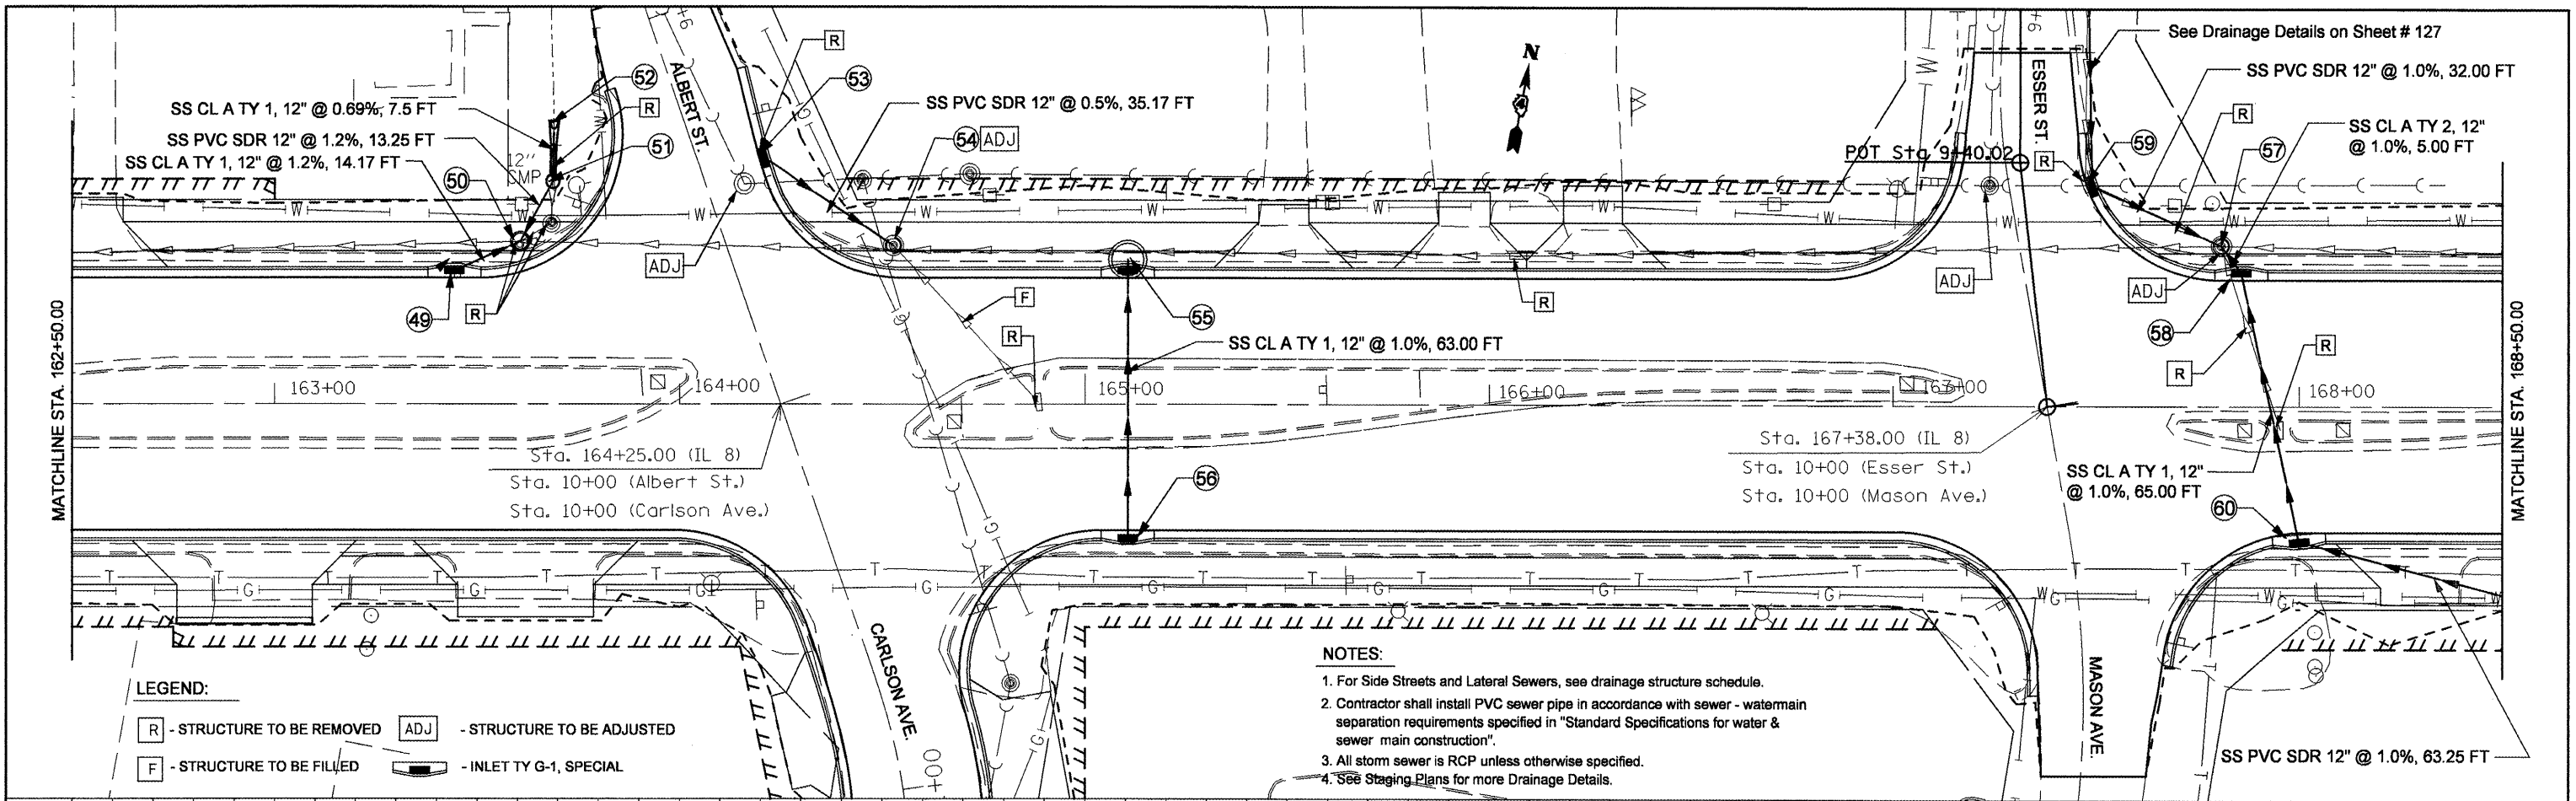 See Drainage Details on Sheet # 127
SS PVC SDR 12" @ 1.0%, 32.00 FT
R
SS CL A TY 2, 12"
@ 1.0%, 5.00 FT
57
59
R
POT Sta 9+40.02
ESSER ST.
9+
N
R
53
SS PVC SDR 12" @ 0.5%, 35.17 FT
54
ADJ
ALBERT ST.
9+
52
R
51
SS CL A TY 1, 12" @ 0.69%, 7.5 FT
SS PVC SDR 12" @ 1.2%, 13.25 FT
SS CL A TY 1, 12" @ 1.2%, 14.17 FT
12"
CMP
50
W W W W W W W W W W
49
R
ADJ
F
R
55
R
ADJ
ADJ
58
R
R
SS CL A TY 1, 12" @ 1.0%, 63.00 FT
MATCHLINE STA. 162+50.00
MATCHLINE STA. 168+50.00
163+00
164+00
165+00
166+00
167+00
168+00
Sta. 164+25.00 (IL 8)
Sta. 10+00 (Albert St.)
Sta. 10+00 (Carlson Ave.)
Sta. 167+38.00 (IL 8)
Sta. 10+00 (Esser St.)
Sta. 10+00 (Mason Ave.)
SS CL A TY 1, 12"
@ 1.0%, 65.00 FT
56
60
T T T T T T T T T T T
G G G G G G G G
CARLSON AVE.
+00
MASON AVE.
SS PVC SDR 12" @ 1.0%, 63.25 FT
LEGEND:
R - STRUCTURE TO BE REMOVED
ADJ - STRUCTURE TO BE ADJUSTED
F - STRUCTURE TO BE FILLED
- INLET TY G-1, SPECIAL
NOTES:
1. For Side Streets and Lateral Sewers, see drainage structure schedule.
2. Contractor shall install PVC sewer pipe in accordance with sewer - watermain
separation requirements specified in "Standard Specifications for water &
sewer main construction".
3. All storm sewer is RCP unless otherwise specified.
4. See Staging Plans for more Drainage Details.